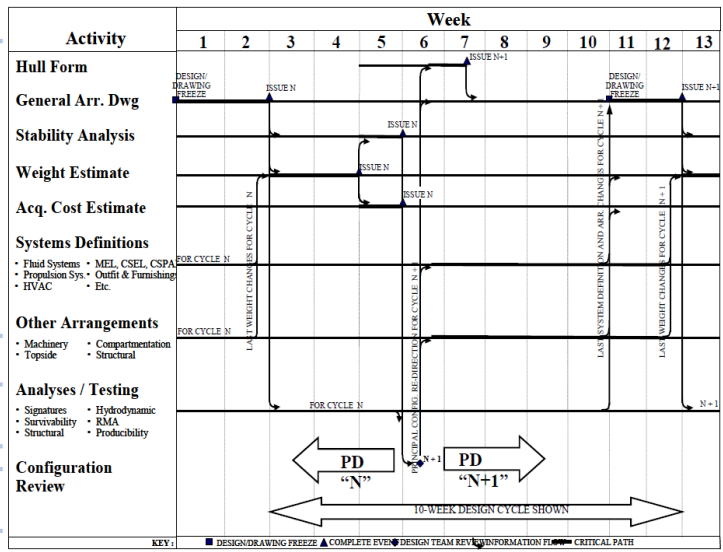 Activity
Week
1 2 3 4 5 6 7 8 9 10 11 12 13
Hull Form
ISSUE N+1
DESIGN/
DRAWING
FREEZE
ISSUE N
DESIGN/
DRAWING
FREEZE
ISSUE N+1
General Arr. Dwg
Stability Analysis
ISSUE N
Weight Estimate
ISSUE N
Acq. Cost Estimate
ISSUE N
Systems Definitions
• Fluid Systems • MEL, CSEL, CSPA
• Propulsion Sys. • Outfit & Furnishings
• HVAC • Etc.
FOR CYCLE N
Other Arrangements
• Machinery • Compartmentation
• Topside • Structural
FOR CYCLE N
LAST WEIGHT CHANGES FOR CYCLE N
PRINCIPAL CONFIG. RE-DIRECTION FOR CYCLE N + 1
LAST SYSTEM DEFINITION AND ARR. CHANGES FOR CYCLE N + 1
LAST WEIGHT CHANGES FOR CYCLE N + 1
Analyses / Testing
• Signatures • Hydrodynamic
• Survivability • RMA
• Structural • Producibility
FOR CYCLE N
N + 1
Configuration
Review
PD
“N”
N + 1
PD
“N+1”
10-WEEK DESIGN CYCLE SHOWN
KEY : DESIGN/DRAWING FREEZE COMPLETE EVENT DESIGN TEAM REVIEW INFORMATION FLOW CRITICAL PATH